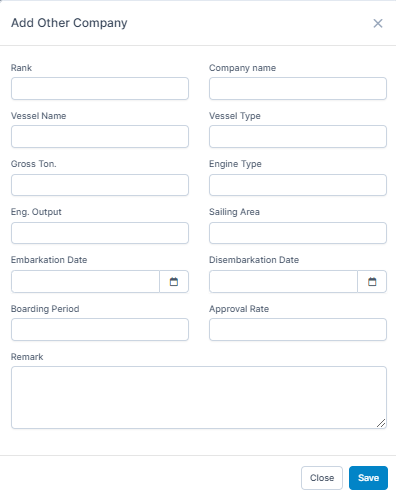 Add Other Company
Rank
Company name
Vessel Name
Vessel Type
Gross Ton.
Engine Type
Eng. Output
Sailing Area
Embarkation Date
Disembarkation Date
Boarding Period
Approval Rate
Remark
Close
Save